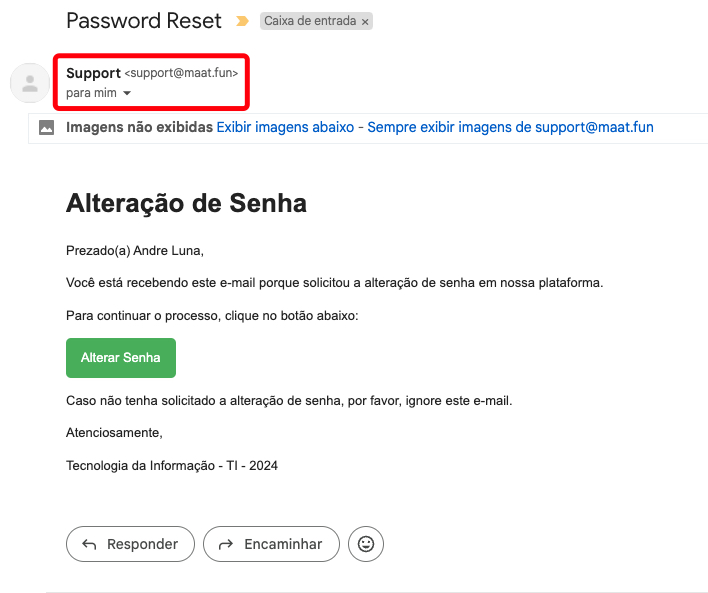 Password Reset Caixa de entrada ×
Support <support@maat.fun>
para mim
Imagens não exibidas Exibir imagens abaixo - Sempre exibir imagens de support@maat.fun
Alteração de Senha
Prezado(a) Andre Luna,
Você está recebendo este e-mail porque solicitou a alteração de senha em nossa plataforma.
Para continuar o processo, clique no botão abaixo:
Alterar Senha
Caso não tenha solicitado a alteração de senha, por favor, ignore este e-mail.
Atenciosamente,
Tecnologia da Informação - TI - 2024
Responder Encaminhar